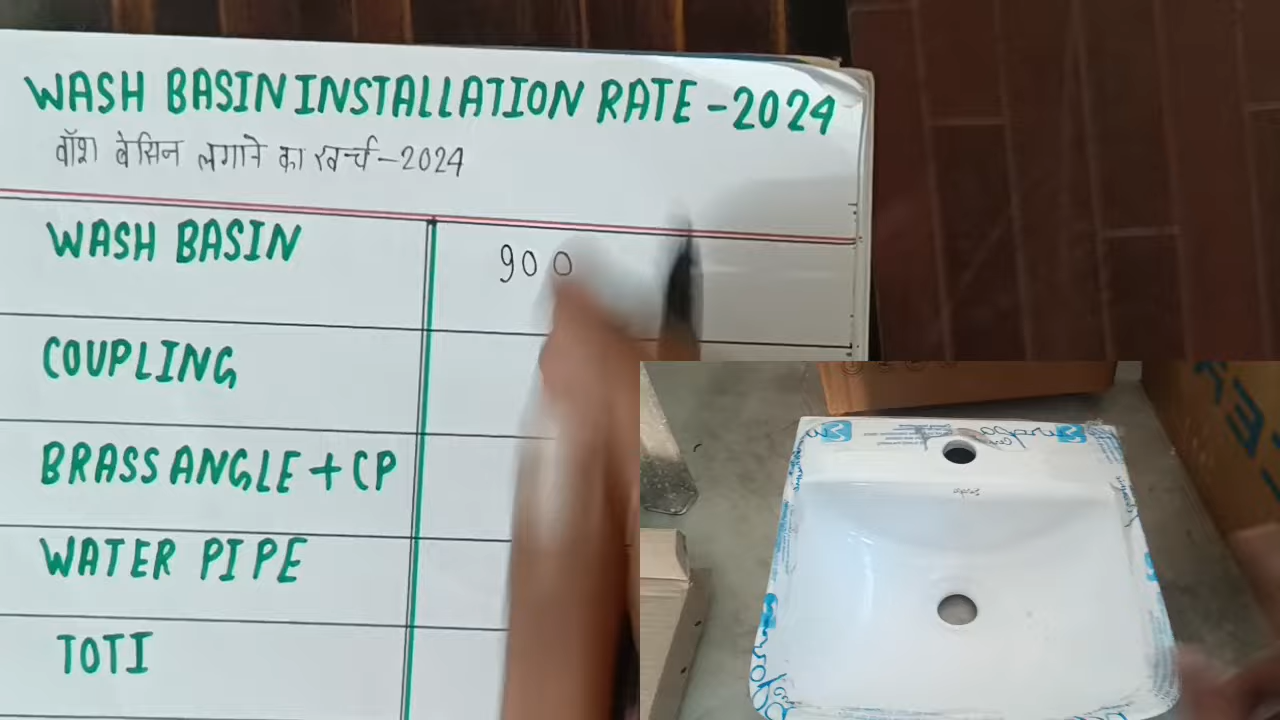 WASH BASIN INSTALLATION RATE-2024
वॉश बेसिन लगाने का खर्च-2024
WASH BASIN 900
COUPLING
BRASS ANGLE + CP
WATER PIPE
TOTI